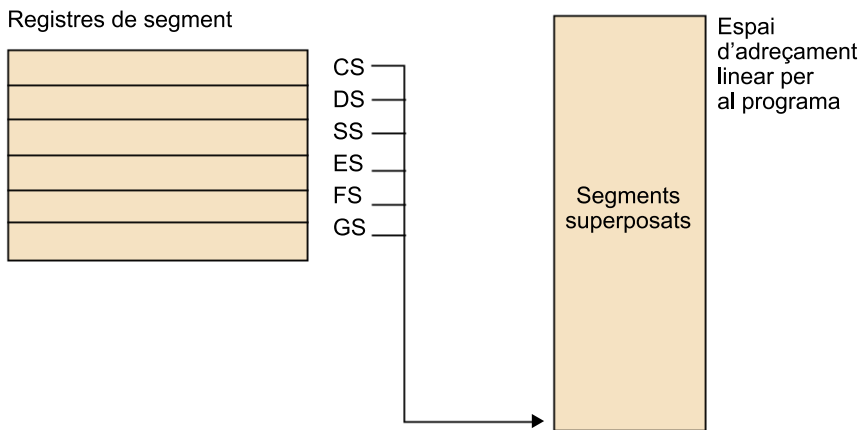 Registres de segment
CS
DS
SS
ES
FS
GS
Segments
superposats
Espai
d'adreçament
linear per
al programa